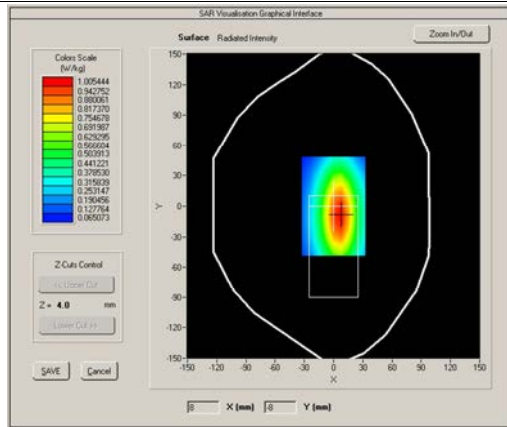 SAR Visualisation Graphical Interface
Surface Radiated Intensity
Zoom In/Out
Colors Scale
(W/kg)
1.005444
0.942752
0.880061
0.817370
0.754678
0.691987
0.629295
0.566604
0.503913
0.441221
0.378530
0.315839
0.253147
0.190456
0.127764
0.065073
Z-Cuts Control
Z = 4.0 mm
SAVE
Cancel
150
120
90
60
30
0
-30
-60
-90
-120
-150
Y
-150 -120 -90 -60 -30 0 30 60 90 120 150
X
8 X (mm) -8 Y (mm)